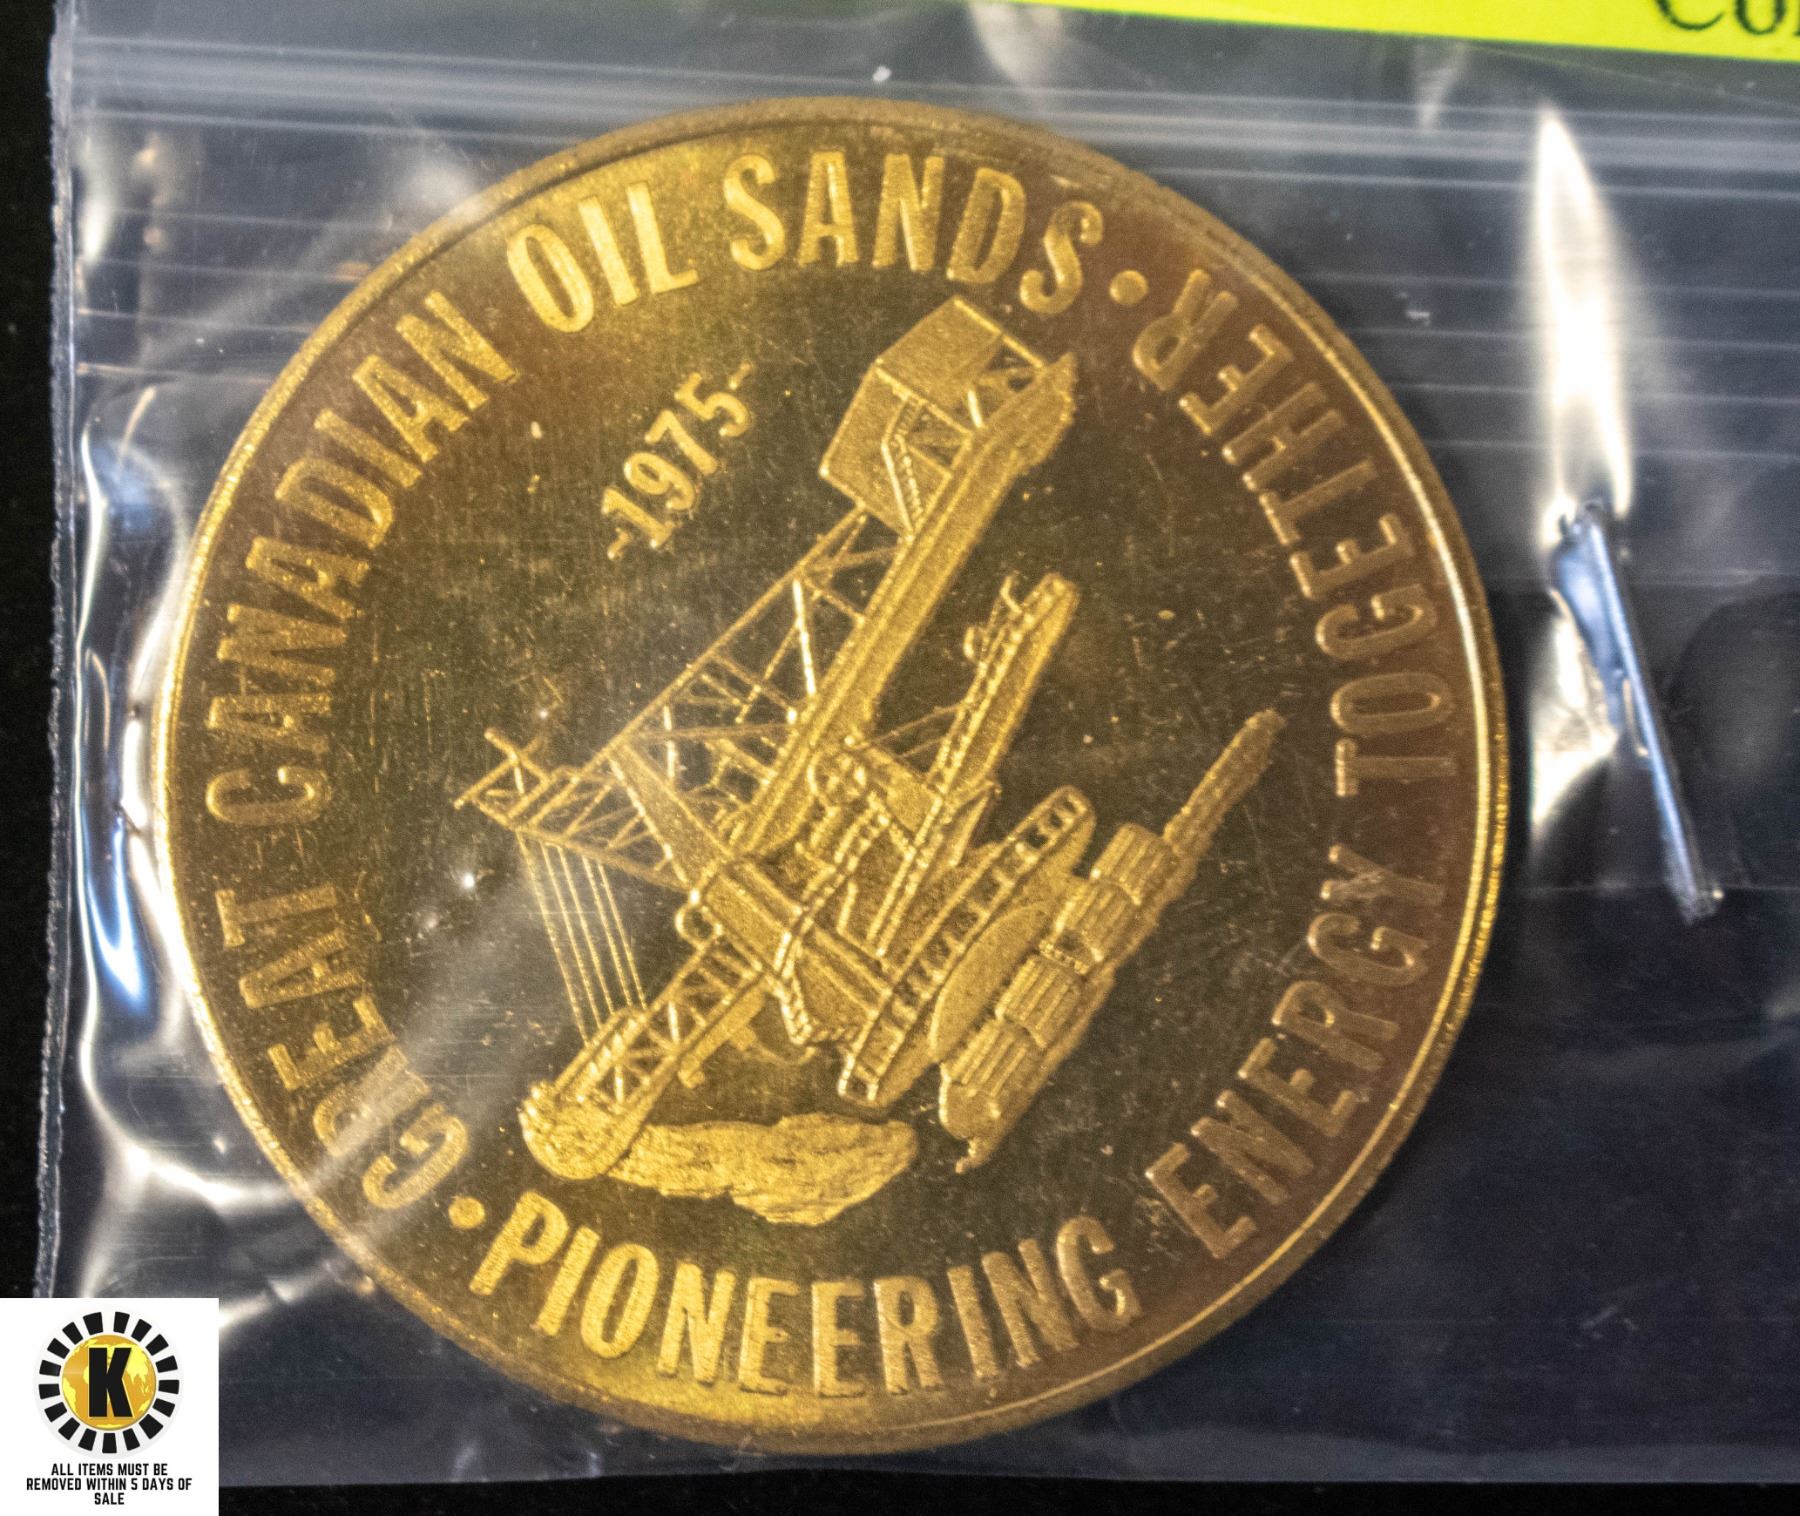 GREAT CANADIAN OIL SANDS • PIONEERING ENERGY TOGETHER •
-1975-
K
ALL ITEMS MUST BE
REMOVED WITHIN 5 DAYS OF
SALE